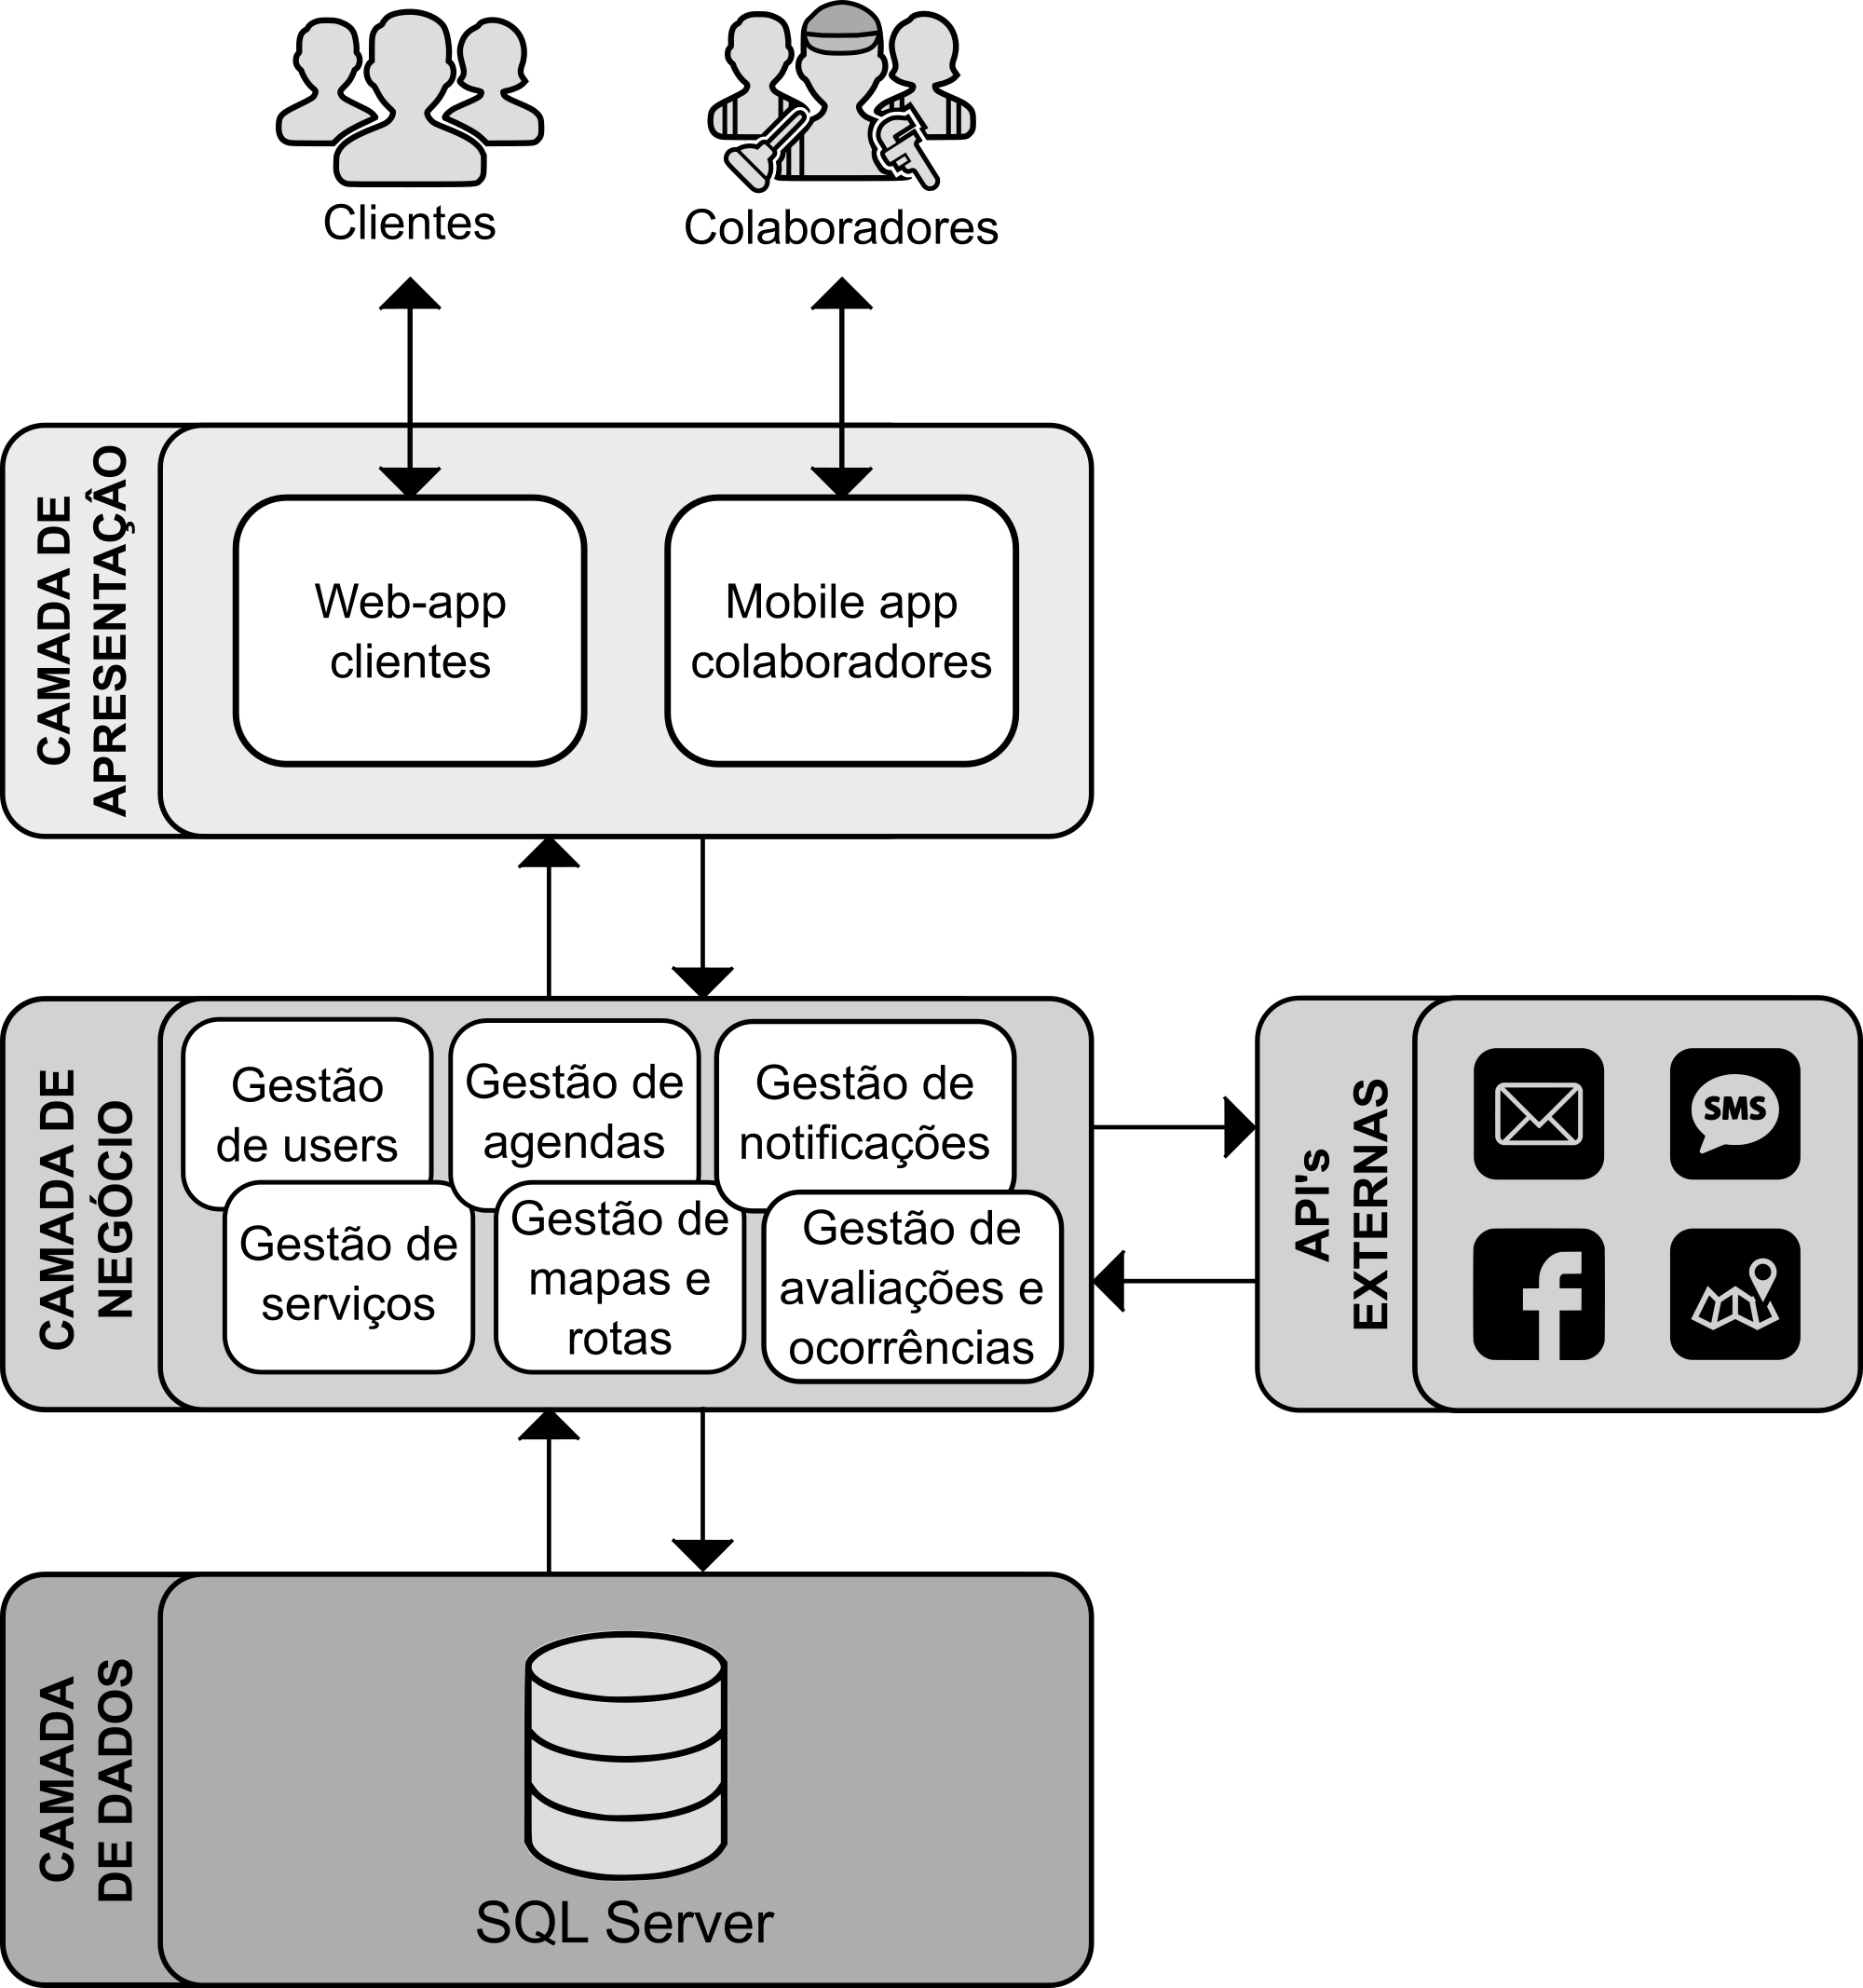 Clientes
Colaboradores
CAMADA DE
APRESENTAÇÂO
Web-app
clientes
Mobile app
colaboradores
CAMADA DE
NEGÓCIO
Gestão
de users
Gestão de
agendas
Gestão de
notificações
Gestão de
serviços
Gestão de
mapas e
rotas
Gestão de
avaliações e
ocorrências
API's
EXTERNAS
SMS
CAMADA
DE DADOS
SQL Server